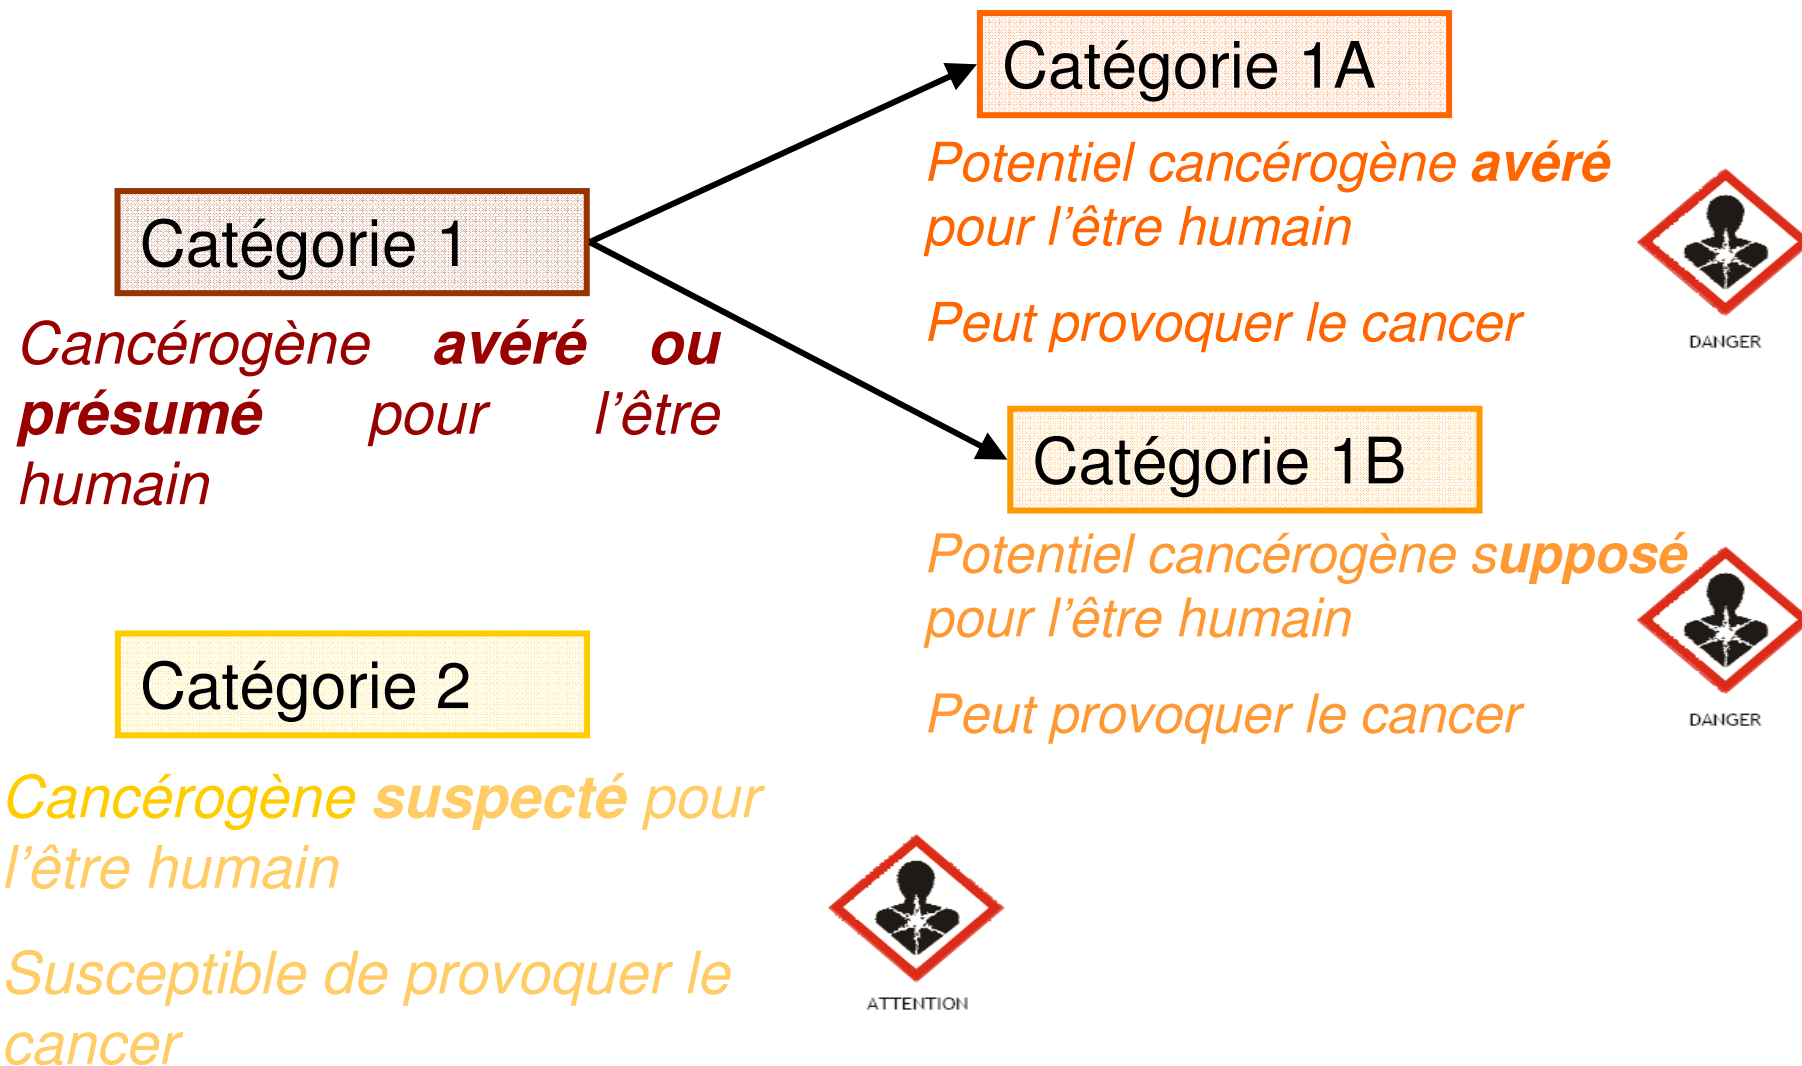 Catégorie 1
Cancérogène avéré ou
présumé pour l’être
humain
Catégorie 1A
Potentiel cancérogène avéré
pour l’être humain
Peut provoquer le cancer
DANGER
Catégorie 1B
Potentiel cancérogène supposé
pour l’être humain
Peut provoquer le cancer
DANGER
Catégorie 2
Cancérogène suspecté pour
l’être humain
Susceptible de provoquer le
cancer
ATTENTION